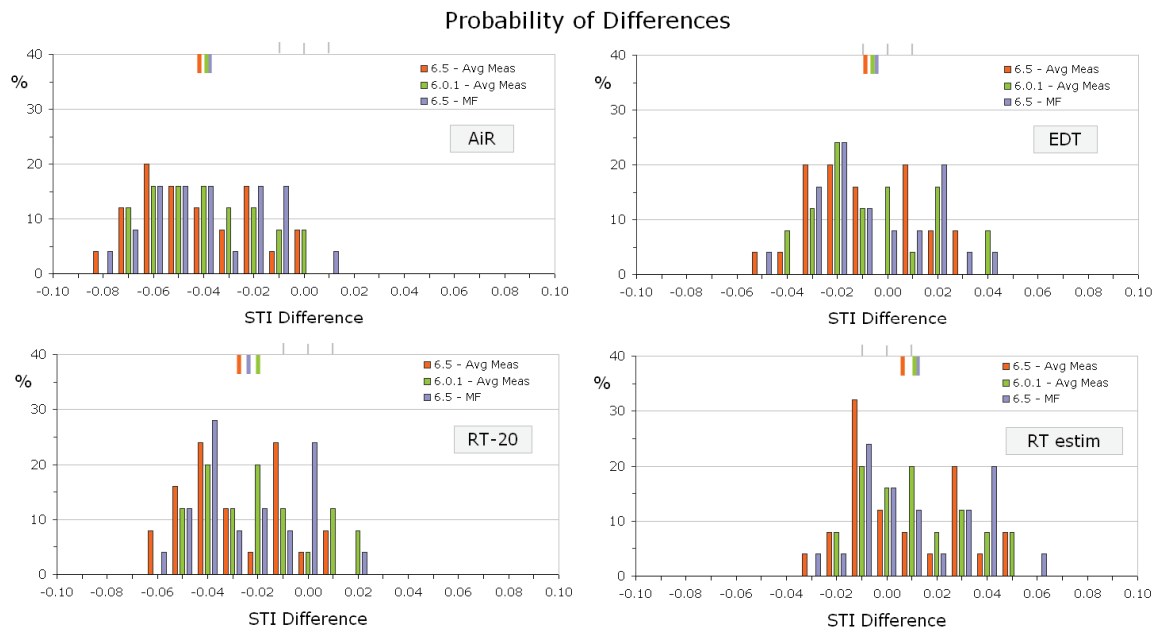 Probability of Differences
40
%
30
20
10
0
6.5 - Avg Meas
6.0.1 - Avg Meas
6.5 - MF
AiR
-0.10 -0.08 -0.06 -0.04 -0.02 0.00 0.02 0.04 0.06 0.08 0.10
STI Difference
40
%
30
20
10
0
6.5 - Avg Meas
6.0.1 - Avg Meas
6.5 - MF
EDT
-0.10 -0.08 -0.06 -0.04 -0.02 0.00 0.02 0.04 0.06 0.08 0.10
STI Difference
40
%
30
20
10
0
6.5 - Avg Meas
6.0.1 - Avg Meas
6.5 - MF
RT-20
-0.10 -0.08 -0.06 -0.04 -0.02 0.00 0.02 0.04 0.06 0.08 0.10
STI Difference
40
%
30
20
10
0
6.5 - Avg Meas
6.0.1 - Avg Meas
6.5 - MF
RT estim
-0.10 -0.08 -0.06 -0.04 -0.02 0.00 0.02 0.04 0.06 0.08 0.10
STI Difference